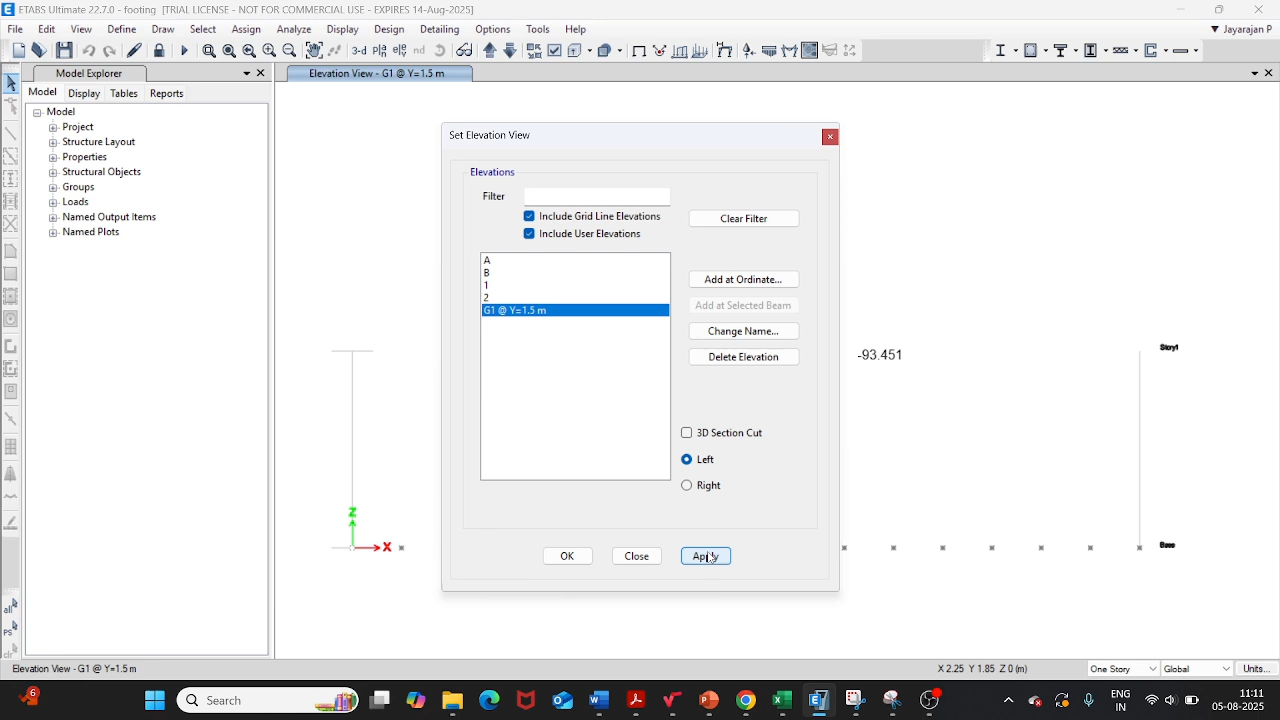 ETABS Ultimate 22.7.0 - footing [TRIAL LICENSE - NOT FOR COMMERCIAL USE - EXPIRES 14-Aug-2025]
File Edit View Define Draw Select Assign Analyze Display Design Detailing Options Tools Help Jayarajan P
3-d nd
Model Explorer Elevation View - G1 @ Y=1.5 m
Model Display Tables Reports
Model
Project
Structure Layout
Properties
Structural Objects
Groups
Loads
Named Output Items
Named Plots
all
PS
clr
Set Elevation View
Elevations
Filter
Include Grid Line Elevations
Include User Elevations
Clear Filter
A
B
1
2
G1 @ Y=1.5 m
Add at Ordinate...
Add at Selected Beam
Change Name...
Delete Elevation
3D Section Cut
Left
Right
OK Close Apply
-93.451
Story1
Base
Z
X
Elevation View - G1 @ Y=1.5 m X 2.25 Y 1.85 Z 0 (m) One Story Global Units...
6
Search
ENG
IN
11:11
05-08-2025